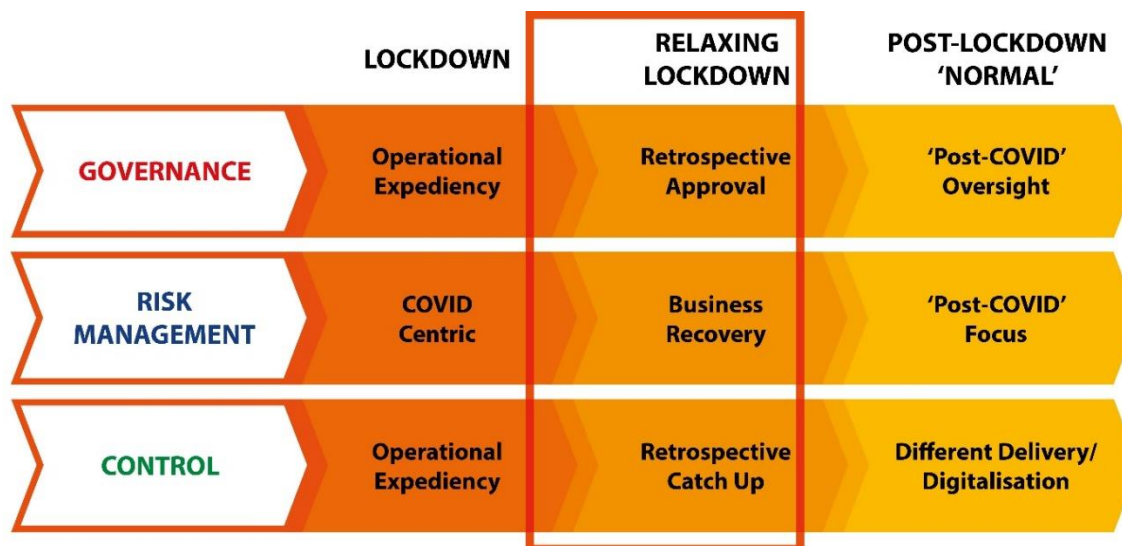 LOCKDOWN
RELAXING
LOCKDOWN
POST-LOCKDOWN
‘NORMAL’
GOVERNANCE
Operational
Expediency
Retrospective
Approval
‘Post-COVID’
Oversight
RISK
MANAGEMENT
COVID
Centric
Business
Recovery
‘Post-COVID’
Focus
CONTROL
Operational
Expediency
Retrospective
Catch Up
Different Delivery/
Digitalisation